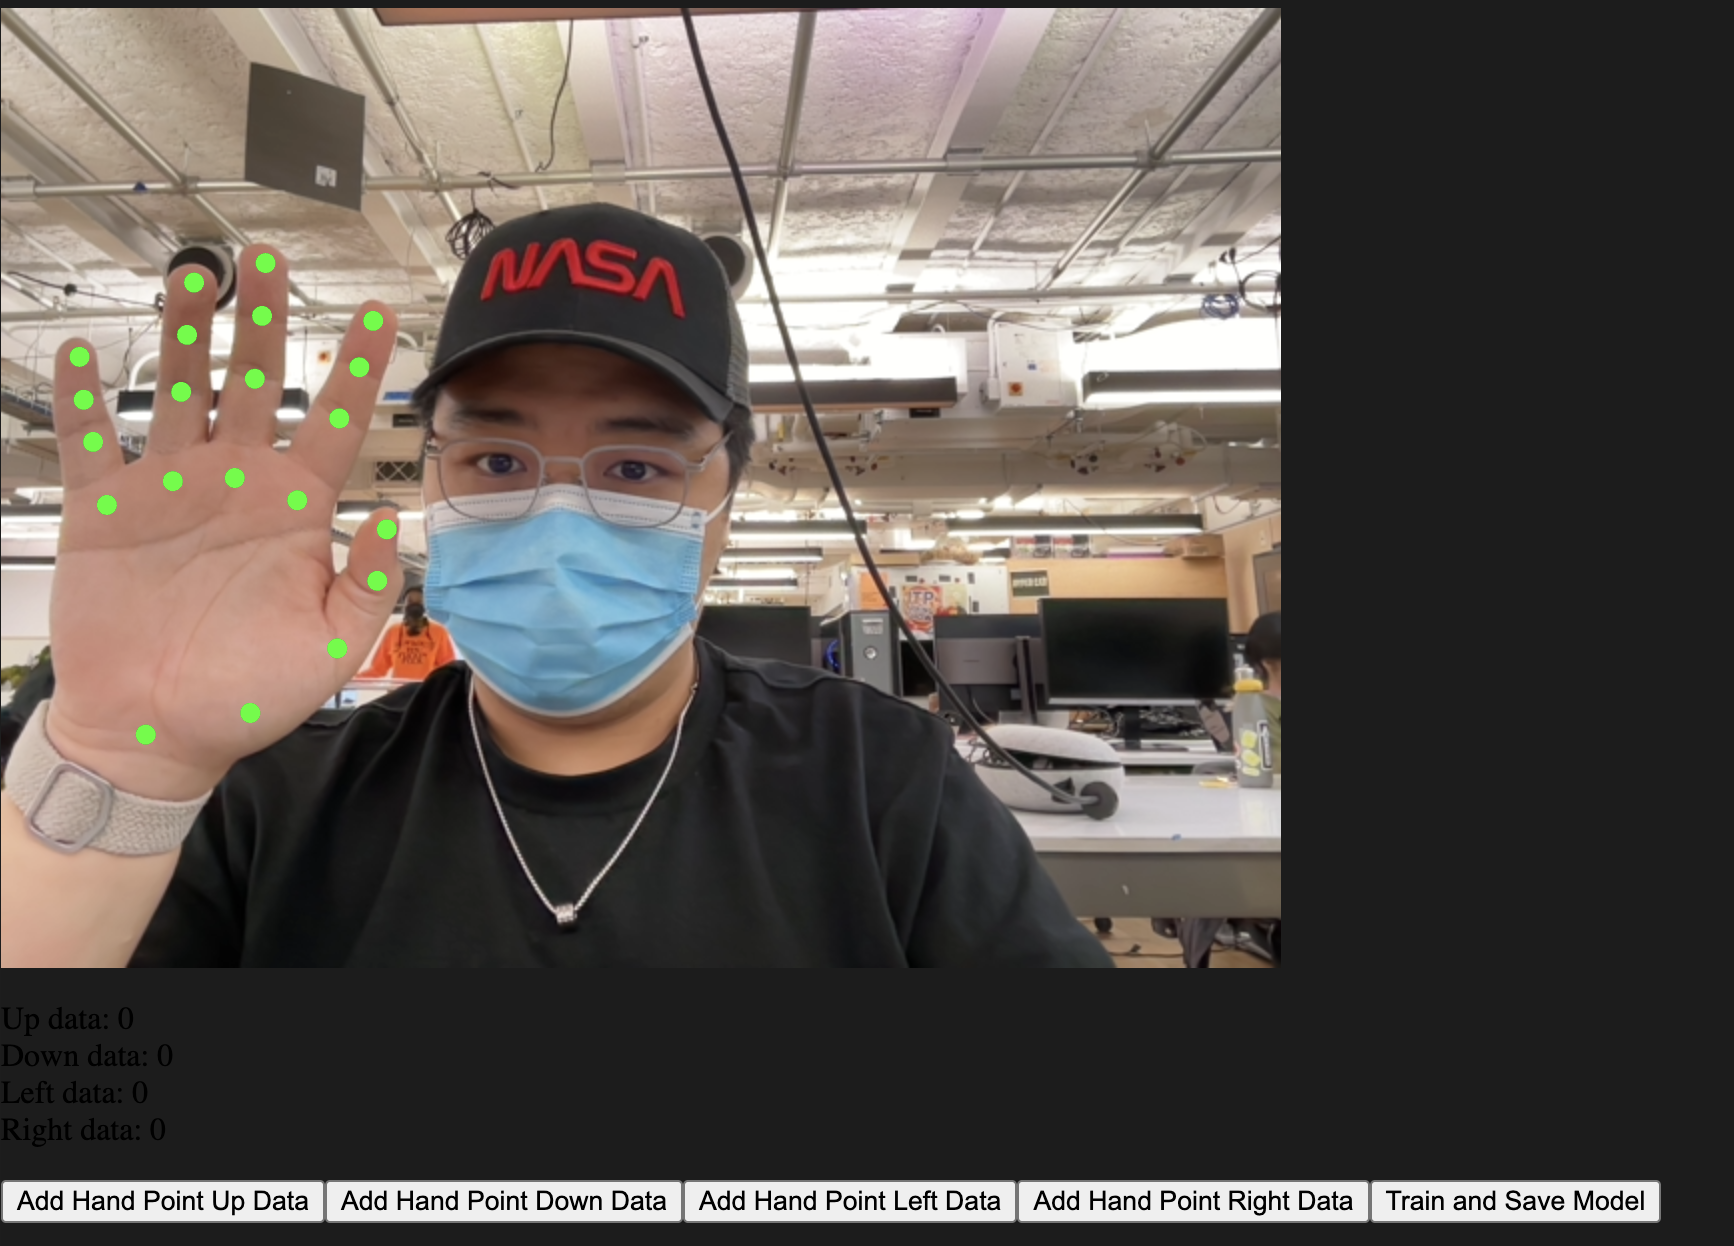 NASA
ITP
Up data: 0
Down data: 0
Left data: 0
Right data: 0
Add Hand Point Up Data
Add Hand Point Down Data
Add Hand Point Left Data
Add Hand Point Right Data
Train and Save Model